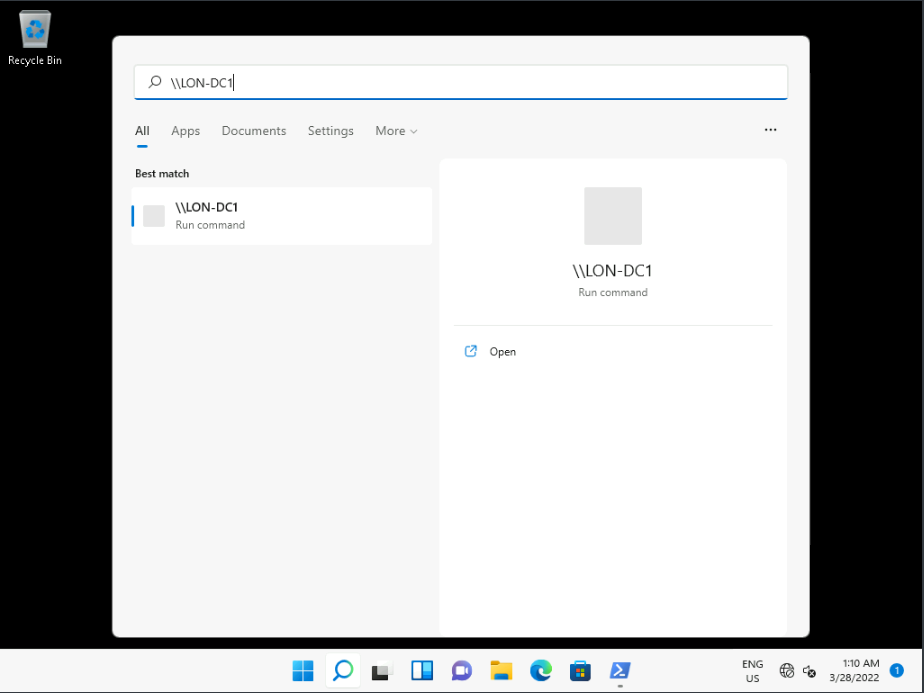 Recycle Bin
\\LON-DC1
All Apps Documents Settings More
Best match
\\LON-DC1
Run command
\\LON-DC1
Run command
Open
ENG
US
1:10 AM
3/28/2022
1